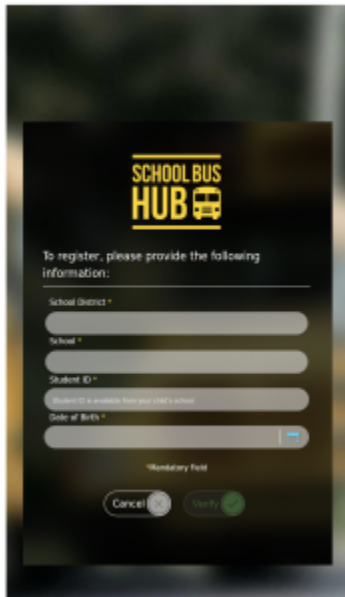 SCHOOL BUS
HUB
To register, please provide the following
information:
School District *
School *
Student ID *
Student ID is available from your child's school
Date of Birth *
*Mandatory Field
Cancel
Verify